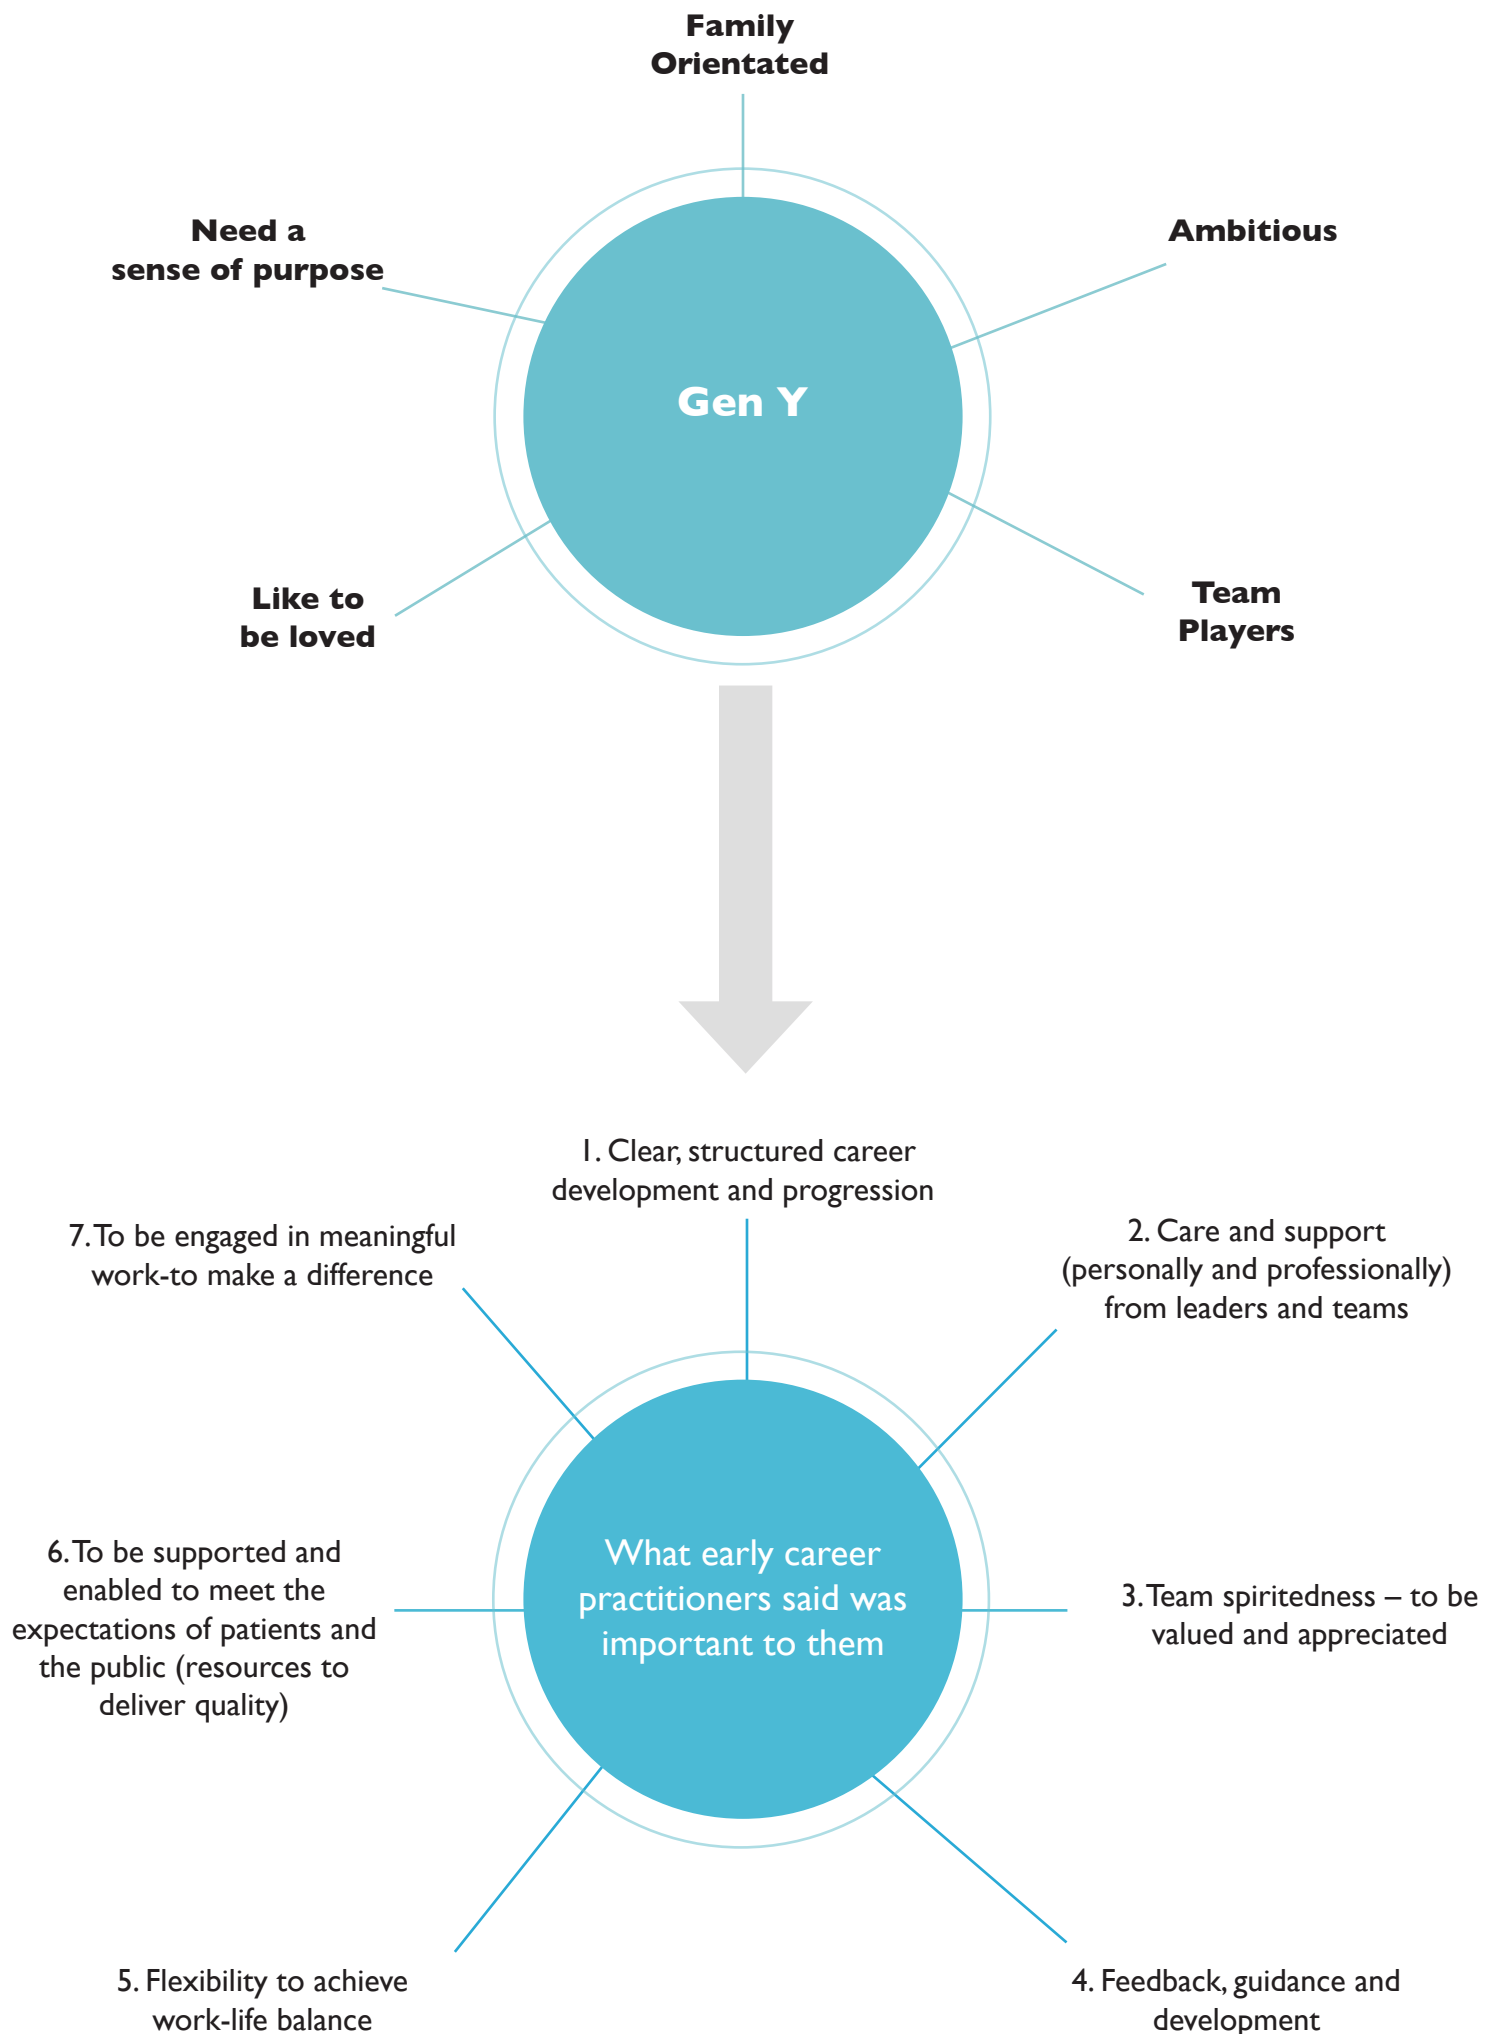 Family
Orientated
Need a
sense of purpose
Ambitious
Gen Y
Like to
be loved
Team
Players
1. Clear, structured career
development and progression
7. To be engaged in meaningful
work-to make a difference
2. Care and support
(personally and professionally)
from leaders and teams
6. To be supported and
enabled to meet the
expectations of patients and
the public (resources to
deliver quality)
What early career
practitioners said was
important to them
3. Team spiritedness – to be
valued and appreciated
5. Flexibility to achieve
work-life balance
4. Feedback, guidance and
development